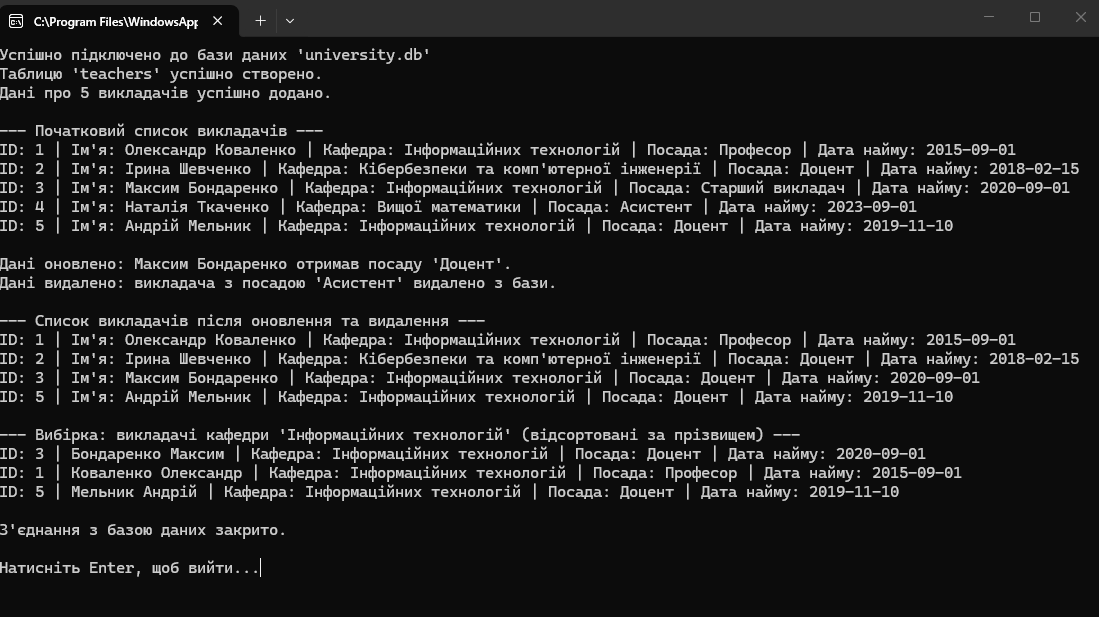 C:\Program Files\WindowsApp
Успішно підключено до бази даних 'university.db'
Таблицю 'teachers' успішно створено.
Дані про 5 викладачів успішно додано.
--- Початковий список викладачів ---
ID: 1 | Ім'я: Олександр Коваленко | Кафедра: Інформаційних технологій | Посада: Професор | Дата найму: 2015-09-01
ID: 2 | Ім'я: Ірина Шевченко | Кафедра: Кібербезпеки та комп'ютерної інженерії | Посада: Доцент | Дата найму: 2018-02-15
ID: 3 | Ім'я: Максим Бондаренко | Кафедра: Інформаційних технологій | Посада: Старший викладач | Дата найму: 2020-09-01
ID: 4 | Ім'я: Наталія Ткаченко | Кафедра: Вищої математики | Посада: Асистент | Дата найму: 2023-09-01
ID: 5 | Ім'я: Андрій Мельник | Кафедра: Інформаційних технологій | Посада: Доцент | Дата найму: 2019-11-10
Дані оновлено: Максим Бондаренко отримав посаду 'Доцент'.
Дані видалено: викладача з посадою 'Асистент' видалено з бази.
--- Список викладачів після оновлення та видалення ---
ID: 1 | Ім'я: Олександр Коваленко | Кафедра: Інформаційних технологій | Посада: Професор | Дата найму: 2015-09-01
ID: 2 | Ім'я: Ірина Шевченко | Кафедра: Кібербезпеки та комп'ютерної інженерії | Посада: Доцент | Дата найму: 2018-02-15
ID: 3 | Ім'я: Максим Бондаренко | Кафедра: Інформаційних технологій | Посада: Доцент | Дата найму: 2020-09-01
ID: 5 | Ім'я: Андрій Мельник | Кафедра: Інформаційних технологій | Посада: Доцент | Дата найму: 2019-11-10
--- Вибірка: викладачі кафедри 'Інформаційних технологій' (відсортовані за прізвищем) ---
ID: 3 | Бондаренко Максим | Кафедра: Інформаційних технологій | Посада: Доцент | Дата найму: 2020-09-01
ID: 1 | Коваленко Олександр | Кафедра: Інформаційних технологій | Посада: Професор | Дата найму: 2015-09-01
ID: 5 | Мельник Андрій | Кафедра: Інформаційних технологій | Посада: Доцент | Дата найму: 2019-11-10
З'єднання з базою даних закрито.
Натисніть Enter, щоб вийти...